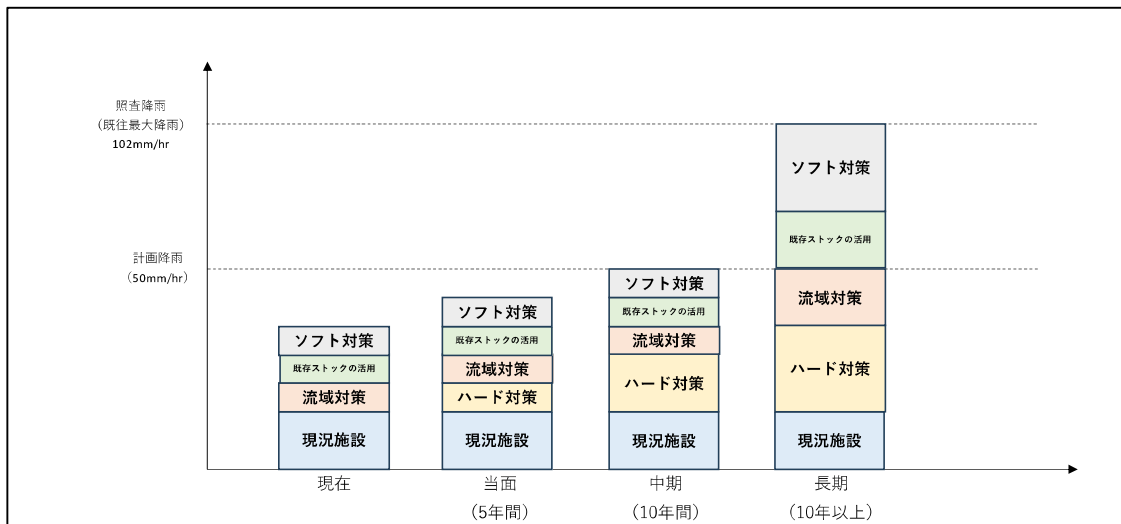 照査降雨
（既往最大降雨）
102mm/hr
計画降雨
（50mm/hr）
ソフト対策
既存ストックの活用
流域対策
現況施設
現在
ソフト対策
既存ストックの活用
流域対策
ハード対策
現況施設
当面
（5年間）
ソフト対策
既存ストックの活用
流域対策
ハード対策
現況施設
中期
（10年間）
ソフト対策
既存ストックの活用
流域対策
ハード対策
現況施設
長期
（10年以上）